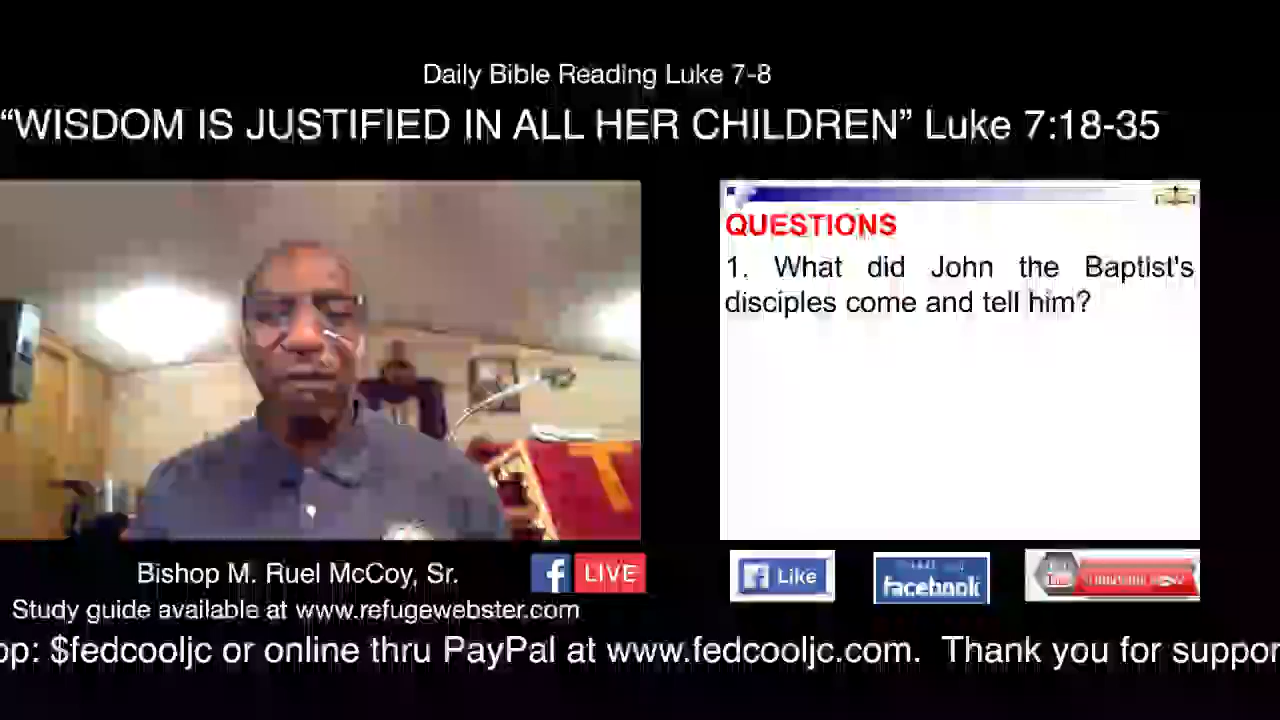 Daily Bible Reading Luke 7-8
“WISDOM IS JUSTIFIED IN ALL HER CHILDREN” Luke 7:18-35
QUESTIONS
1. What did John the Baptist's
disciples come and tell him?
Bishop M. Ruel McCoy, Sr.
f LIVE
f Like
facebook
Study guide available at www.refugewebster.com
op: $fedcooljc or online thru PayPal at www.fedcooljc.com. Thank you for suppor